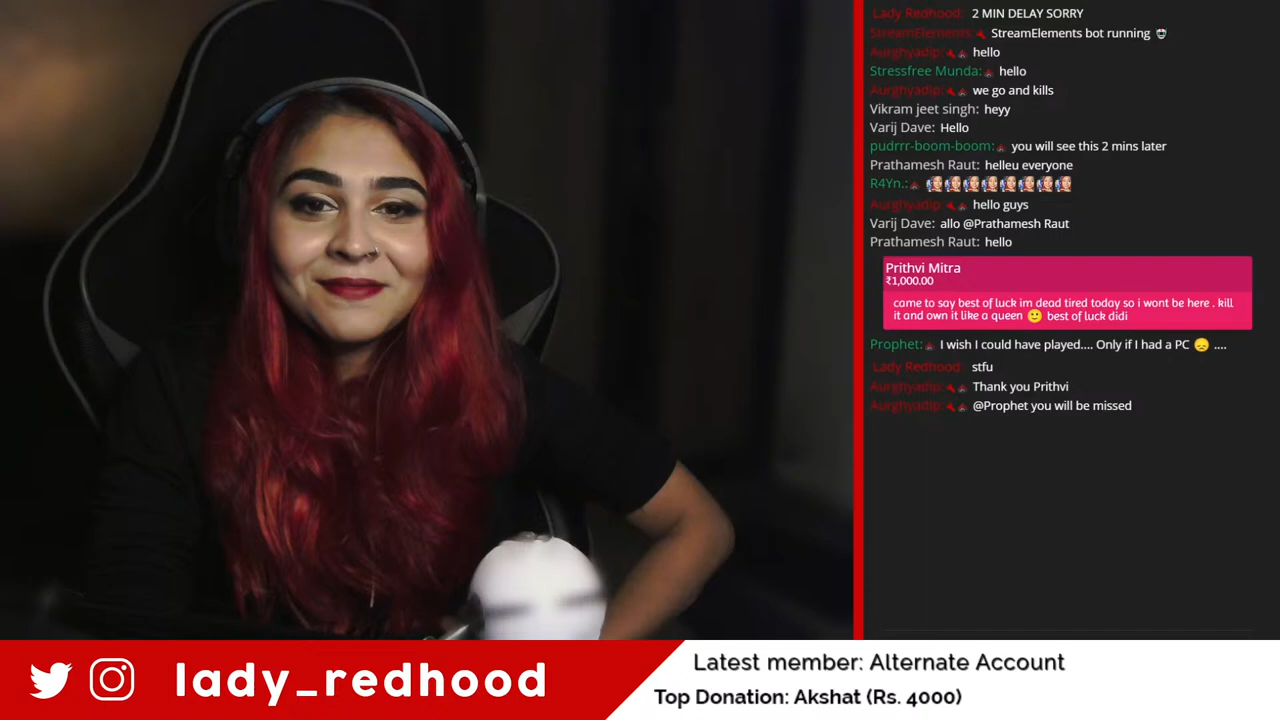 Lady Redhood: 2 MIN DELAY SORRY
StreamElements: StreamElements bot running
Aurghyadip: hello
Stressfree Munda: hello
Aurghyadip: we go and kills
Vikram jeet singh: heyy
Varij Dave: Hello
pudrrr-boom-boom: you will see this 2 mins later
Prathamesh Raut: helleu everyone
R4Yn.:
Aurghyadip: hello guys
Varij Dave: allo @Prathamesh Raut
Prathamesh Raut: hello
Prithvi Mitra
₹1,000.00
came to say best of luck im dead tired today so i wont be here . kill
it and own it like a queen 🙂 best of luck didi
Prophet: I wish I could have played.... Only if I had a PC 😞 ....
Lady Redhood: stfu
Aurghyadip: Thank you Prithvi
Aurghyadip: @Prophet you will be missed
lady_redhood
Latest member: Alternate Account
Top Donation: Akshat (Rs. 4000)